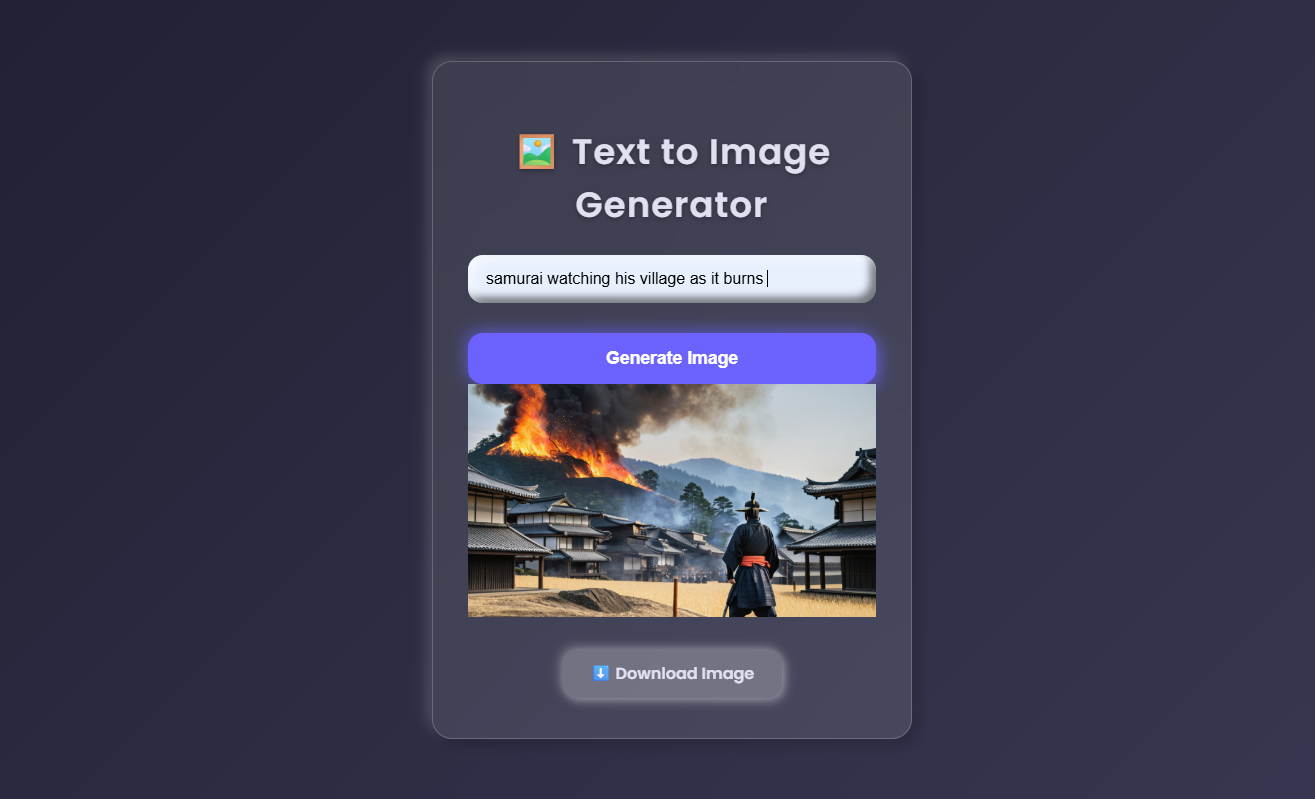 Text to Image
Generator
samurai watching his village as it burns
Generate Image
Download Image